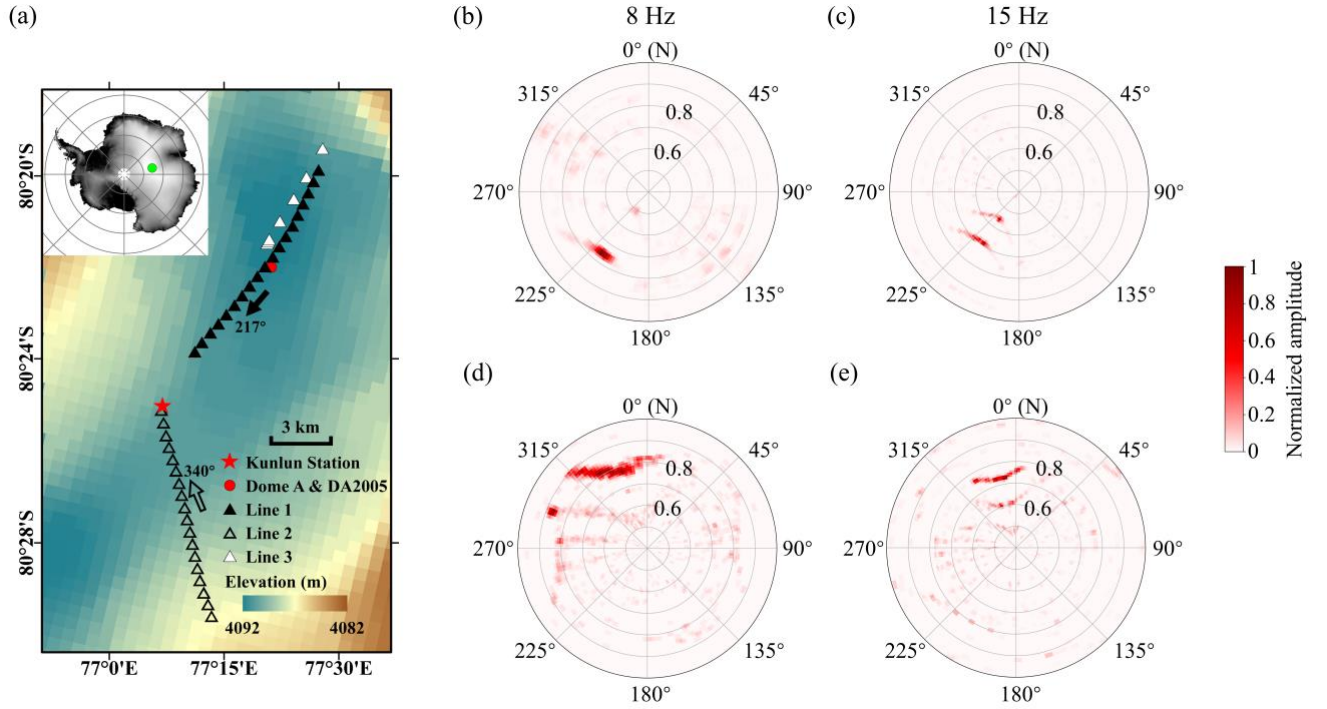 (a)
80°20'S
80°24'S
80°28'S
217°
340°
3 km
Kunlun Station
Dome A & DA2005
Line 1
Line 2
Line 3
Elevation (m)
4092 4082
77°0'E 77°15'E 77°30'E
(b) 8 Hz
0° (N)
315° 45°
0.8
0.6
270° 90°
225° 135°
180°
(c) 15 Hz
0° (N)
315° 45°
0.8
0.6
270° 90°
225° 135°
180°
(d)
0° (N)
315° 45°
0.8
0.6
270° 90°
225° 135°
180°
(e)
0° (N)
315° 45°
0.8
0.6
270° 90°
225° 135°
180°
1
0.8
0.6
0.4
0.2
0
Normalized amplitude